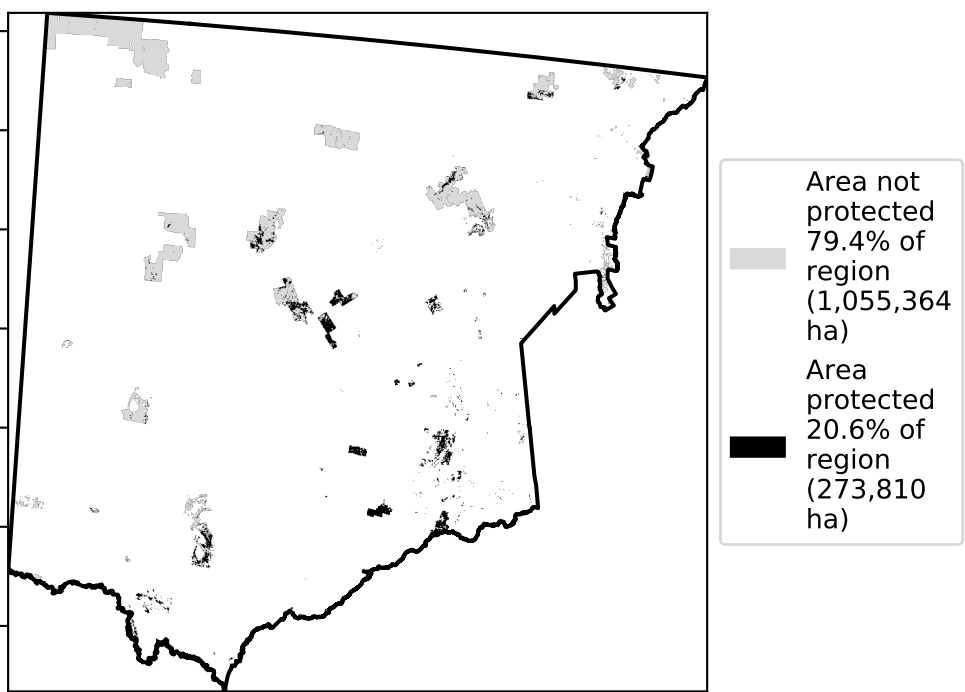 Area not
protected
79.4% of
region
(1,055,364
ha)
Area
protected
20.6% of
region
(273,810
ha)